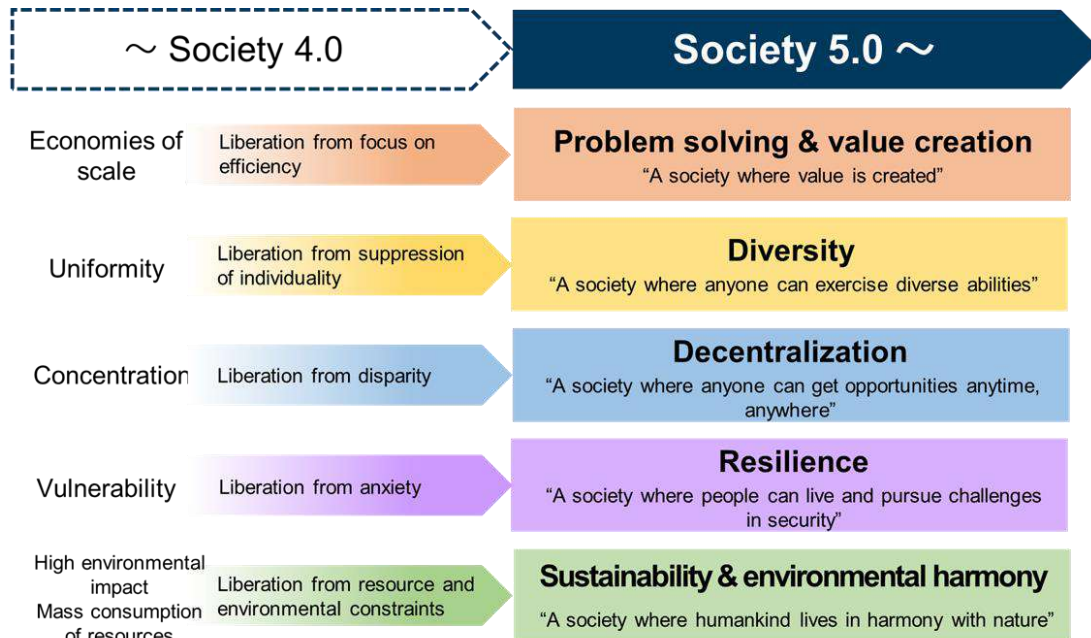 ～ Society 4.0
Society 5.0 ～
Economies of
scale
Liberation from focus on
efficiency
Problem solving & value creation
“A society where value is created”
Uniformity
Liberation from suppression
of individuality
Diversity
“A society where anyone can exercise diverse abilities”
Concentration
Liberation from disparity
Decentralization
“A society where anyone can get opportunities anytime,
anywhere”
Vulnerability
Liberation from anxiety
Resilience
“A society where people can live and pursue challenges
in security”
High environmental
impact
Mass consumption
of resources
Liberation from resource and
environmental constraints
Sustainability & environmental harmony
“A society where humankind lives in harmony with nature”